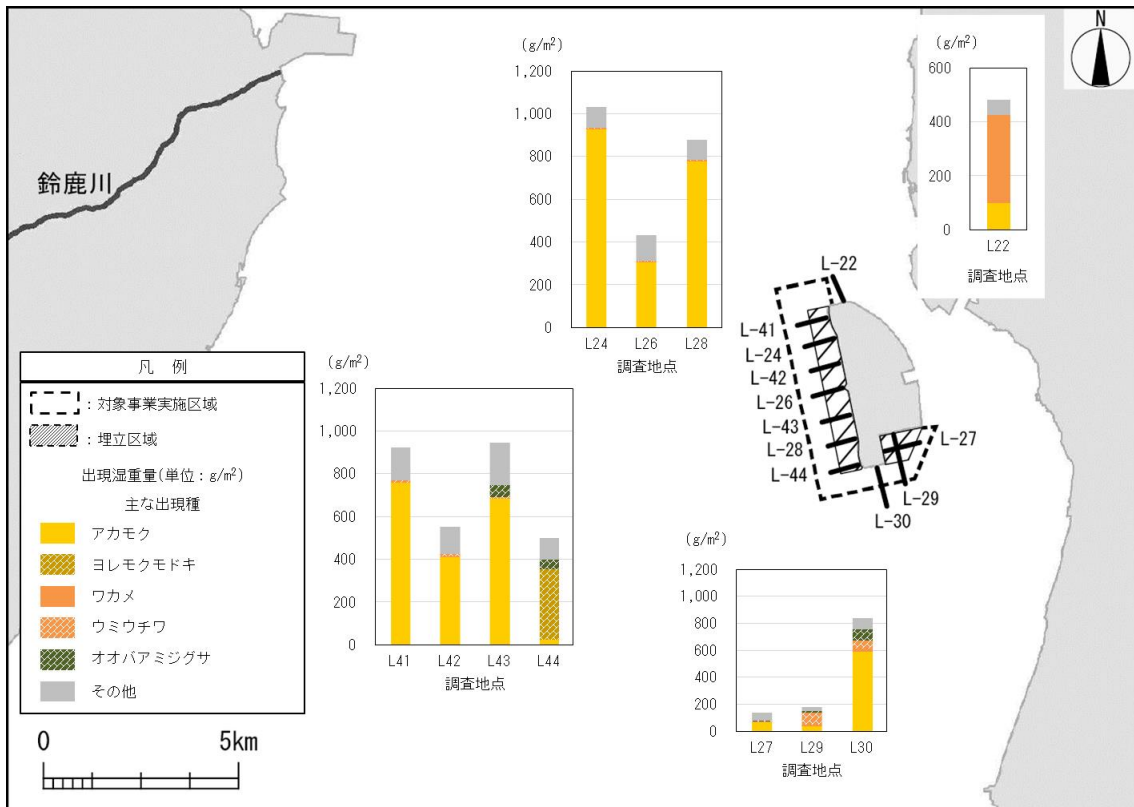 鈴鹿川
N
(g/m²)
1,200
1,000
800
600
400
200
0
L24 L26 L28
調査地点
(g/m²)
600
400
200
0
L22
調査地点
L-22
L-41
L-24
L-42
L-26
L-43
L-28
L-44
L-27
L-29
L-30
凡 例
：対象事業実施区域
：埋立区域
出現湿重量(単位：g/m²)
主な出現種
アカモク
ヨレモクモドキ
ワカメ
ウミウチワ
オオバアミジグサ
その他
(g/m²)
1,200
1,000
800
600
400
200
0
L41 L42 L43 L44
調査地点
(g/m²)
1,200
1,000
800
600
400
200
0
L27 L29 L30
調査地点
0 5km